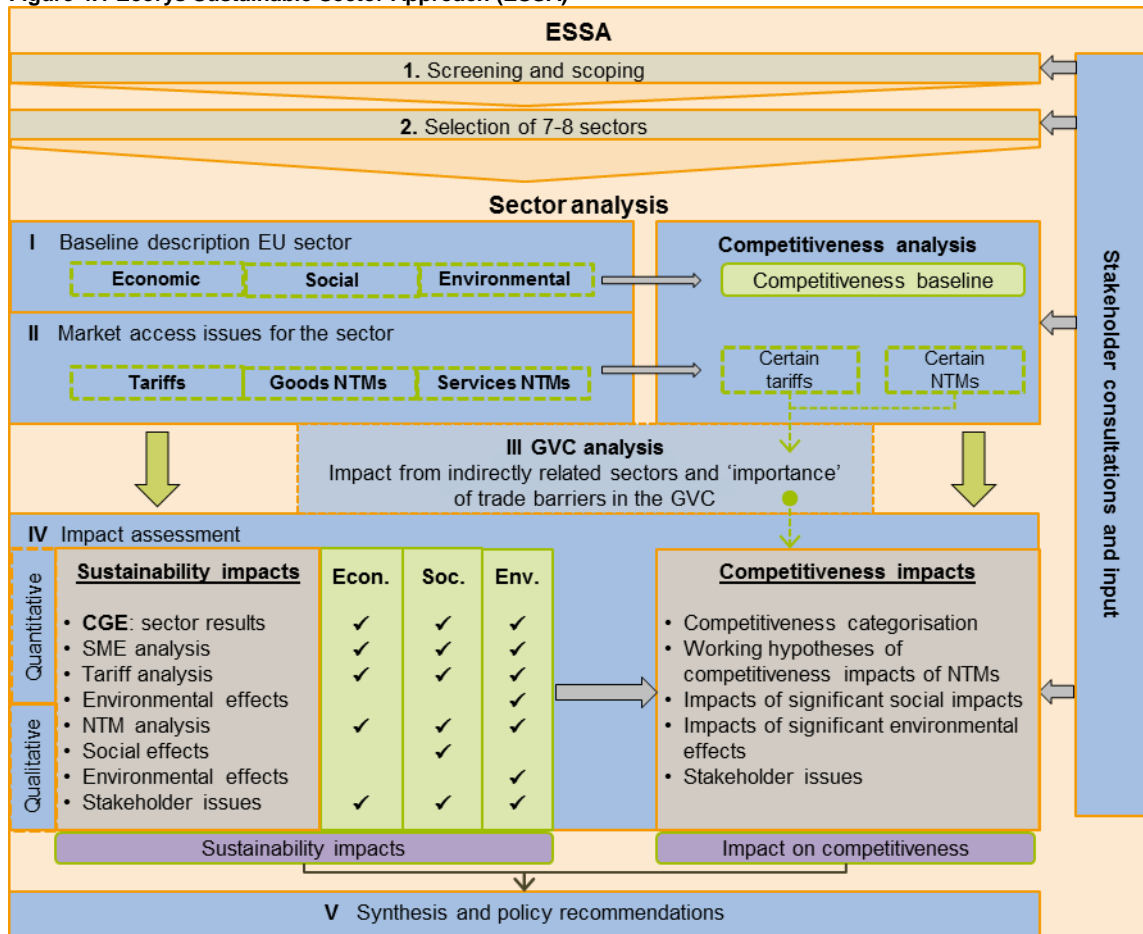 Figure Ecorys Sustainable Sector Approach (ESSA)
ESSA
1. Screening and scoping
2. Selection of 7-8 sectors
Sector analysis
I Baseline description EU sector
Economic
Social
Environmental
Competitiveness analysis
Competitiveness baseline
II Market access issues for the sector
Tariffs
Goods NTMs
Services NTMs
Certain
tariffs
Certain
NTMs
III GVC analysis
Impact from indirectly related sectors and ‘importance’
of trade barriers in the GVC
IV Impact assessment
Quantitative
Qualitative
Sustainability impacts
Econ.
Soc.
Env.
• CGE: sector results ✓ ✓ ✓
• SME analysis ✓ ✓ ✓
• Tariff analysis ✓ ✓ ✓
• Environmental effects ✓
• NTM analysis ✓ ✓ ✓
• Social effects ✓
• Environmental effects ✓
• Stakeholder issues ✓ ✓ ✓
Competitiveness impacts
• Competitiveness categorisation
• Working hypotheses of
competitiveness impacts of NTMs
• Impacts of significant social impacts
• Impacts of significant environmental
effects
• Stakeholder issues
Sustainability impacts
Impact on competitiveness
V Synthesis and policy recommendations
Stakeholder consultations and input